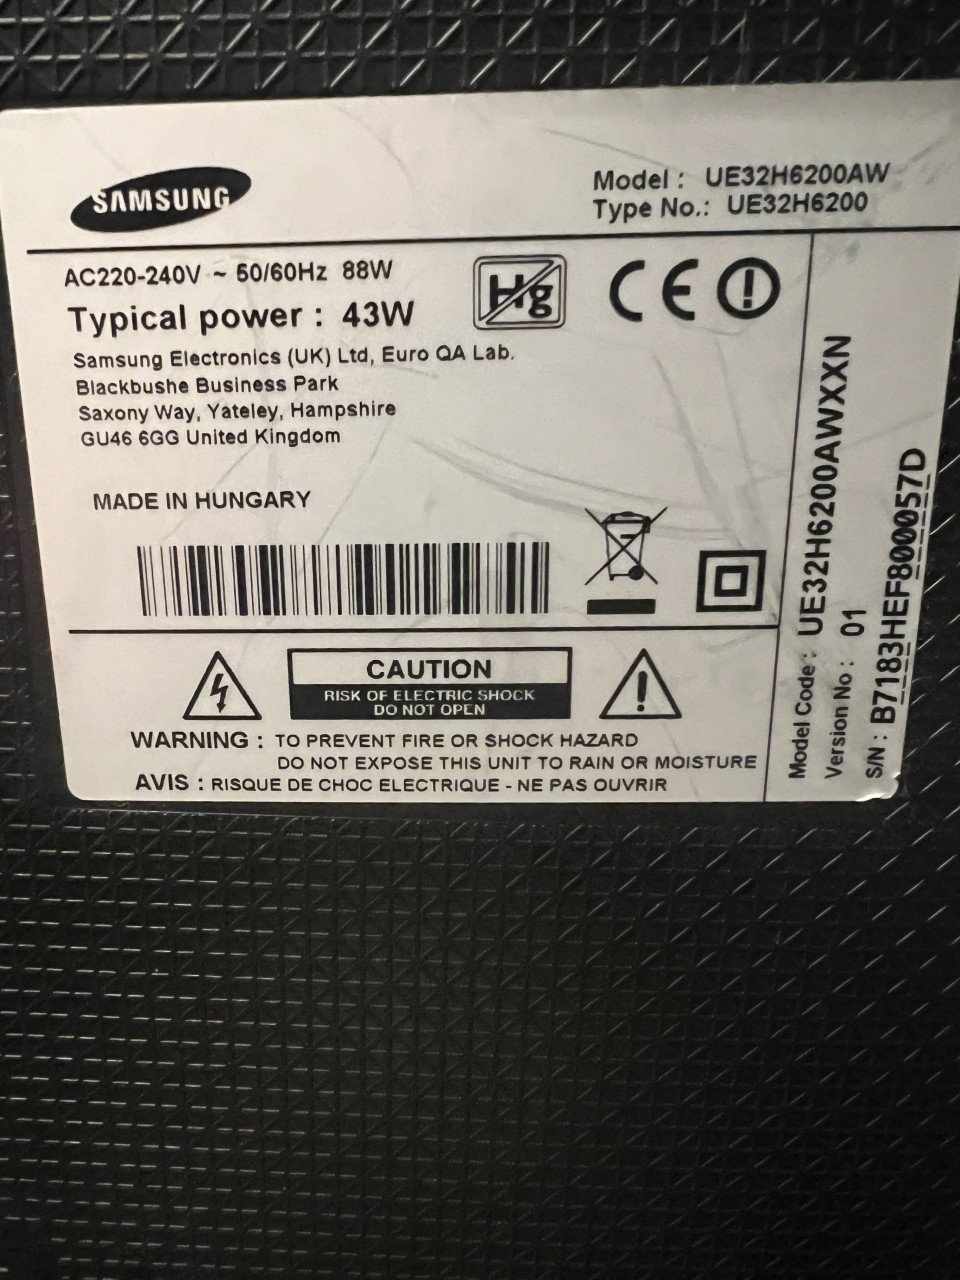 SAMSUNG
Model : UE32H6200AW
Type No.: UE32H6200
AC220-240V ~ 50/60Hz 88W
Typical power : 43W
Hg
CE
Samsung Electronics (UK) Ltd, Euro QA Lab.
Blackbushe Business Park
Saxony Way, Yateley, Hampshire
GU46 6GG United Kingdom
MADE IN HUNGARY
CAUTION
RISK OF ELECTRIC SHOCK
DO NOT OPEN
WARNING : TO PREVENT FIRE OR SHOCK HAZARD
DO NOT EXPOSE THIS UNIT TO RAIN OR MOISTURE
AVIS : RISQUE DE CHOC ELECTRIQUE - NE PAS OUVRIR
Model Code : UE32H6200AWXXN
Version No : 01
S/N : B7183HEF800057D